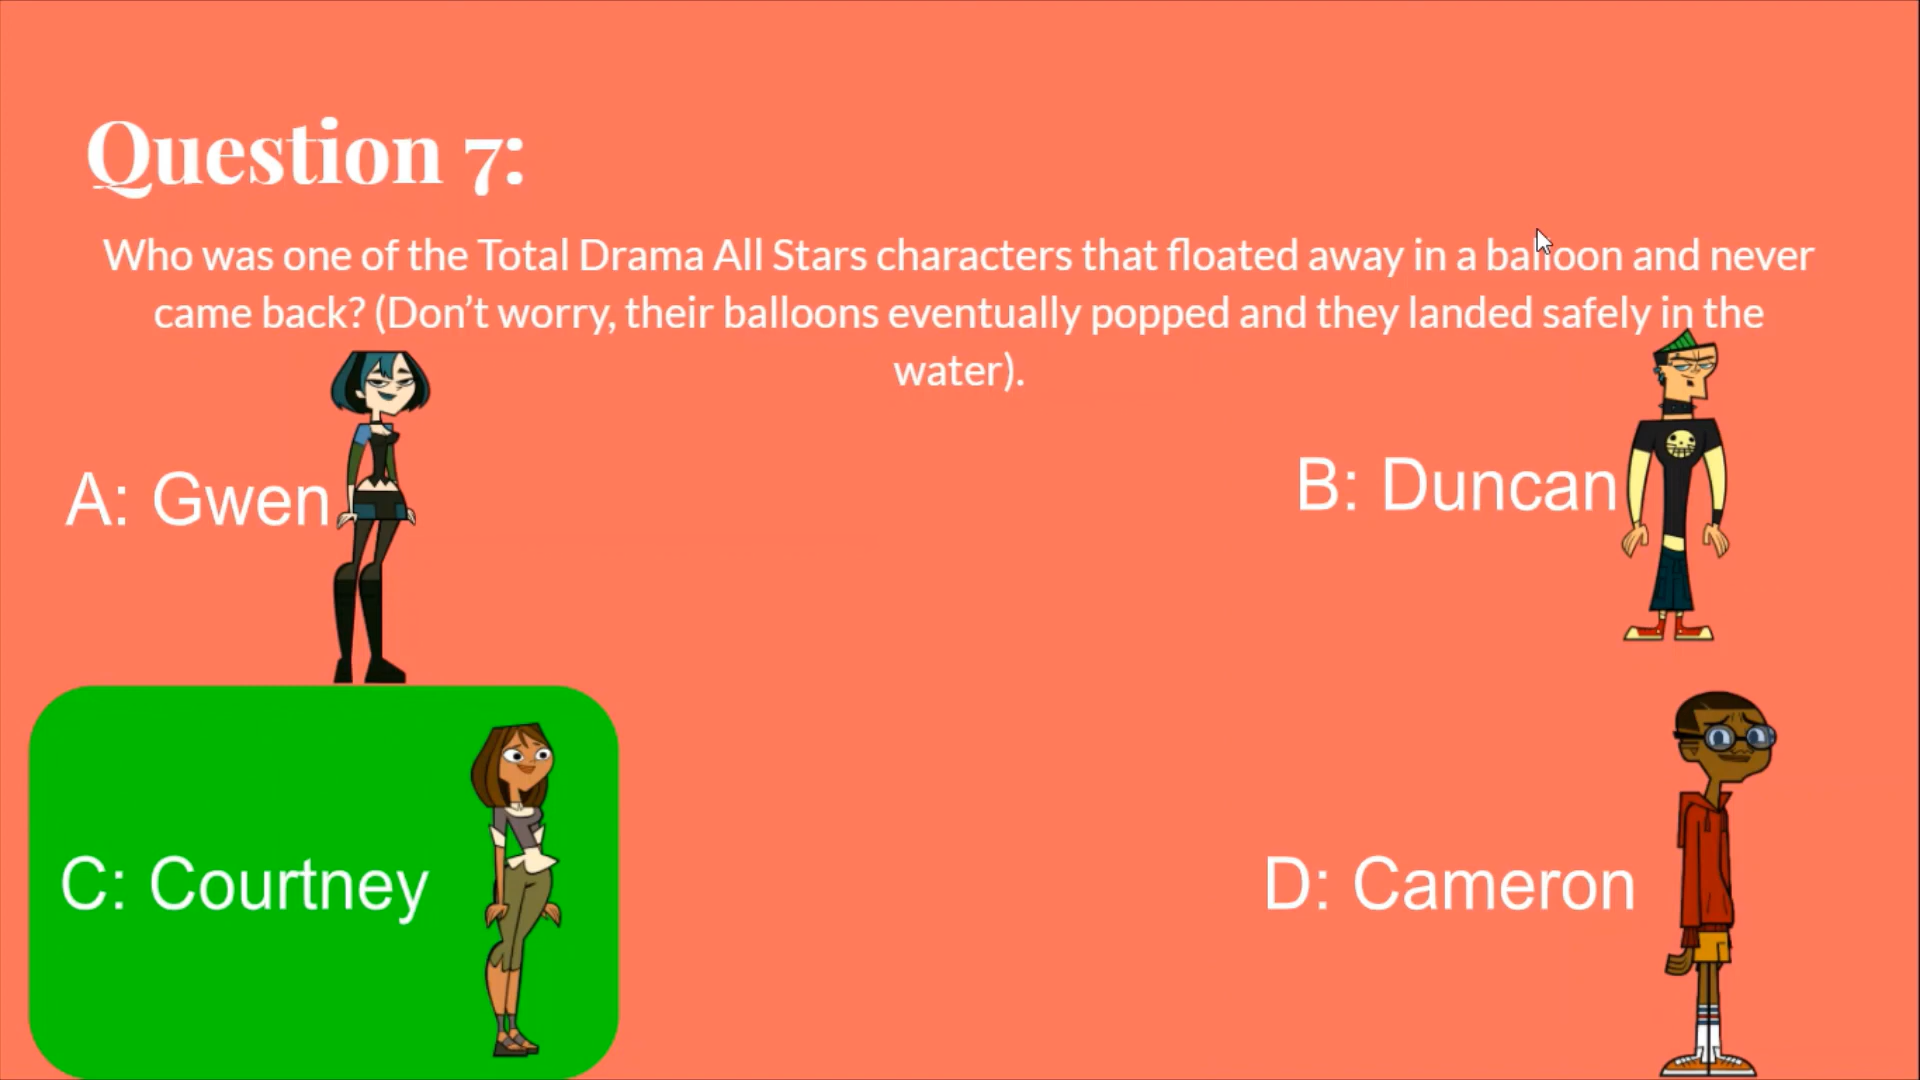 Question 7:
Who was one of the Total Drama All Stars characters that floated away in a balloon and never
came back? (Don’t worry, their balloons eventually popped and they landed safely in the
water).
A: Gwen
B: Duncan
C: Courtney
D: Cameron